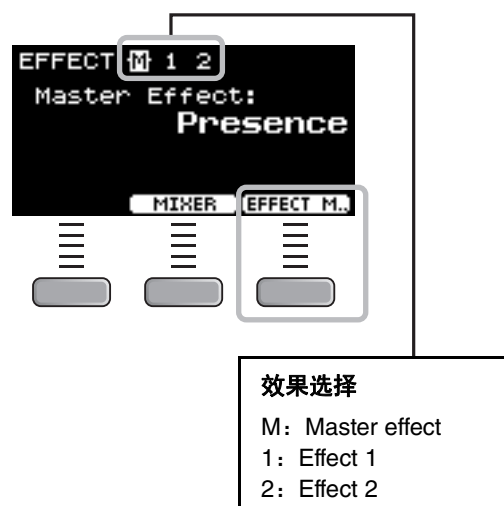 EFFECT M 1 2
Master Effect:
Presence
MIXER EFFECT M..
效果选择
M：Master effect
1：Effect 1
2：Effect 2